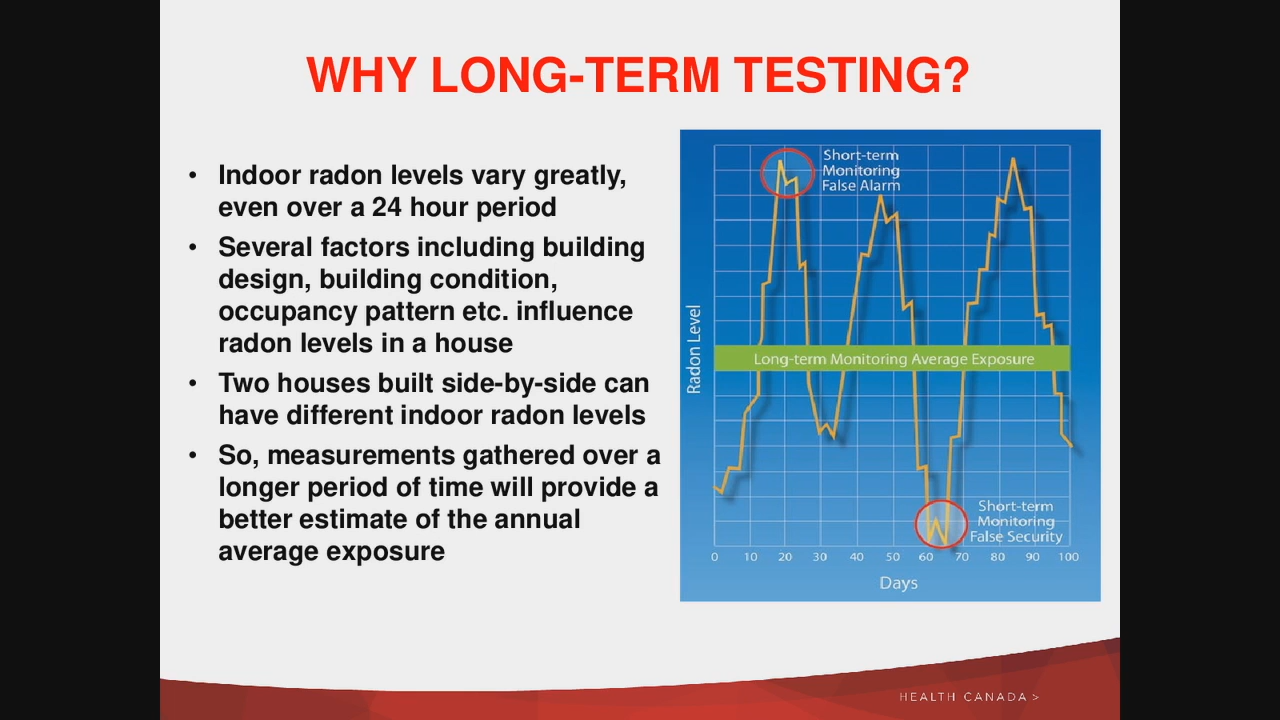 WHY LONG-TERM TESTING?
• Indoor radon levels vary greatly,
even over a 24 hour period
• Several factors including building
design, building condition,
occupancy pattern etc. influence
radon levels in a house
• Two houses built side-by-side can
have different indoor radon levels
• So, measurements gathered over a
longer period of time will provide a
better estimate of the annual
average exposure
Short-term
Monitoring
False Alarm
Radon Level
Long-term Monitoring Average Exposure
Short-term
Monitoring
False Security
0 10 20 30 40 50 60 70 80 90 100
Days
HEALTH CANADA >